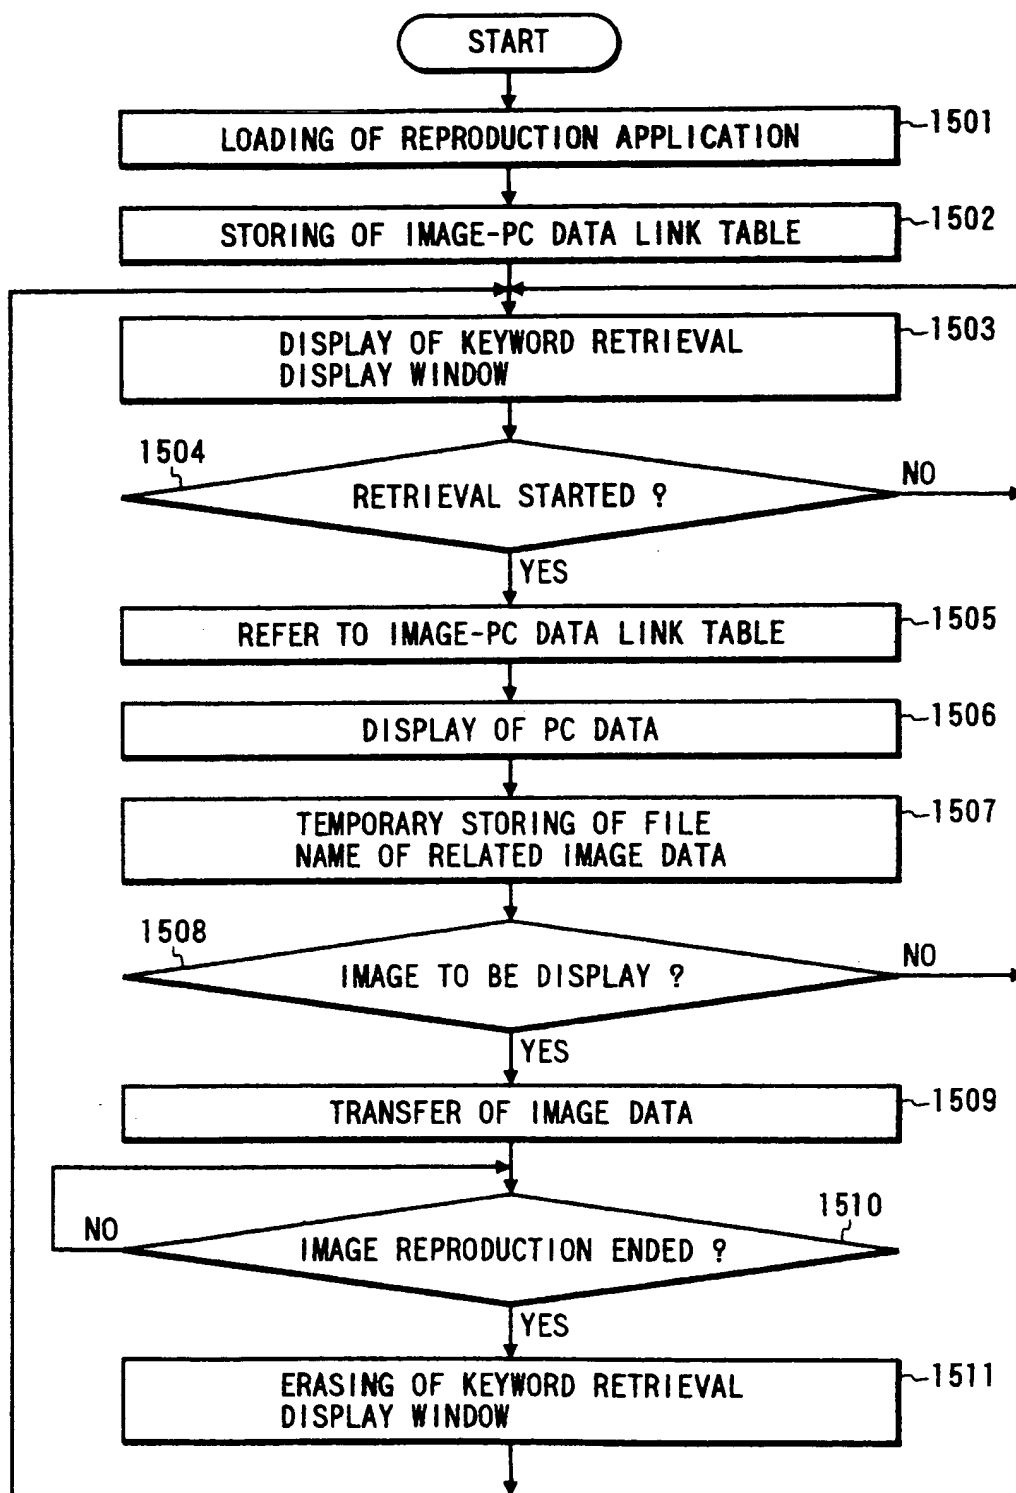 START
LOADING OF REPRODUCTION APPLICATION
1501
STORING OF IMAGE-PC DATA LINK TABLE
1502
DISPLAY OF KEYWORD RETRIEVAL
DISPLAY WINDOW
1503
1504
RETRIEVAL STARTED ?
NO
YES
REFER TO IMAGE-PC DATA LINK TABLE
1505
DISPLAY OF PC DATA
1506
TEMPORARY STORING OF FILE
NAME OF RELATED IMAGE DATA
1507
1508
IMAGE TO BE DISPLAY ?
NO
YES
TRANSFER OF IMAGE DATA
1509
NO
IMAGE REPRODUCTION ENDED ?
1510
YES
ERASING OF KEYWORD RETRIEVAL
DISPLAY WINDOW
1511